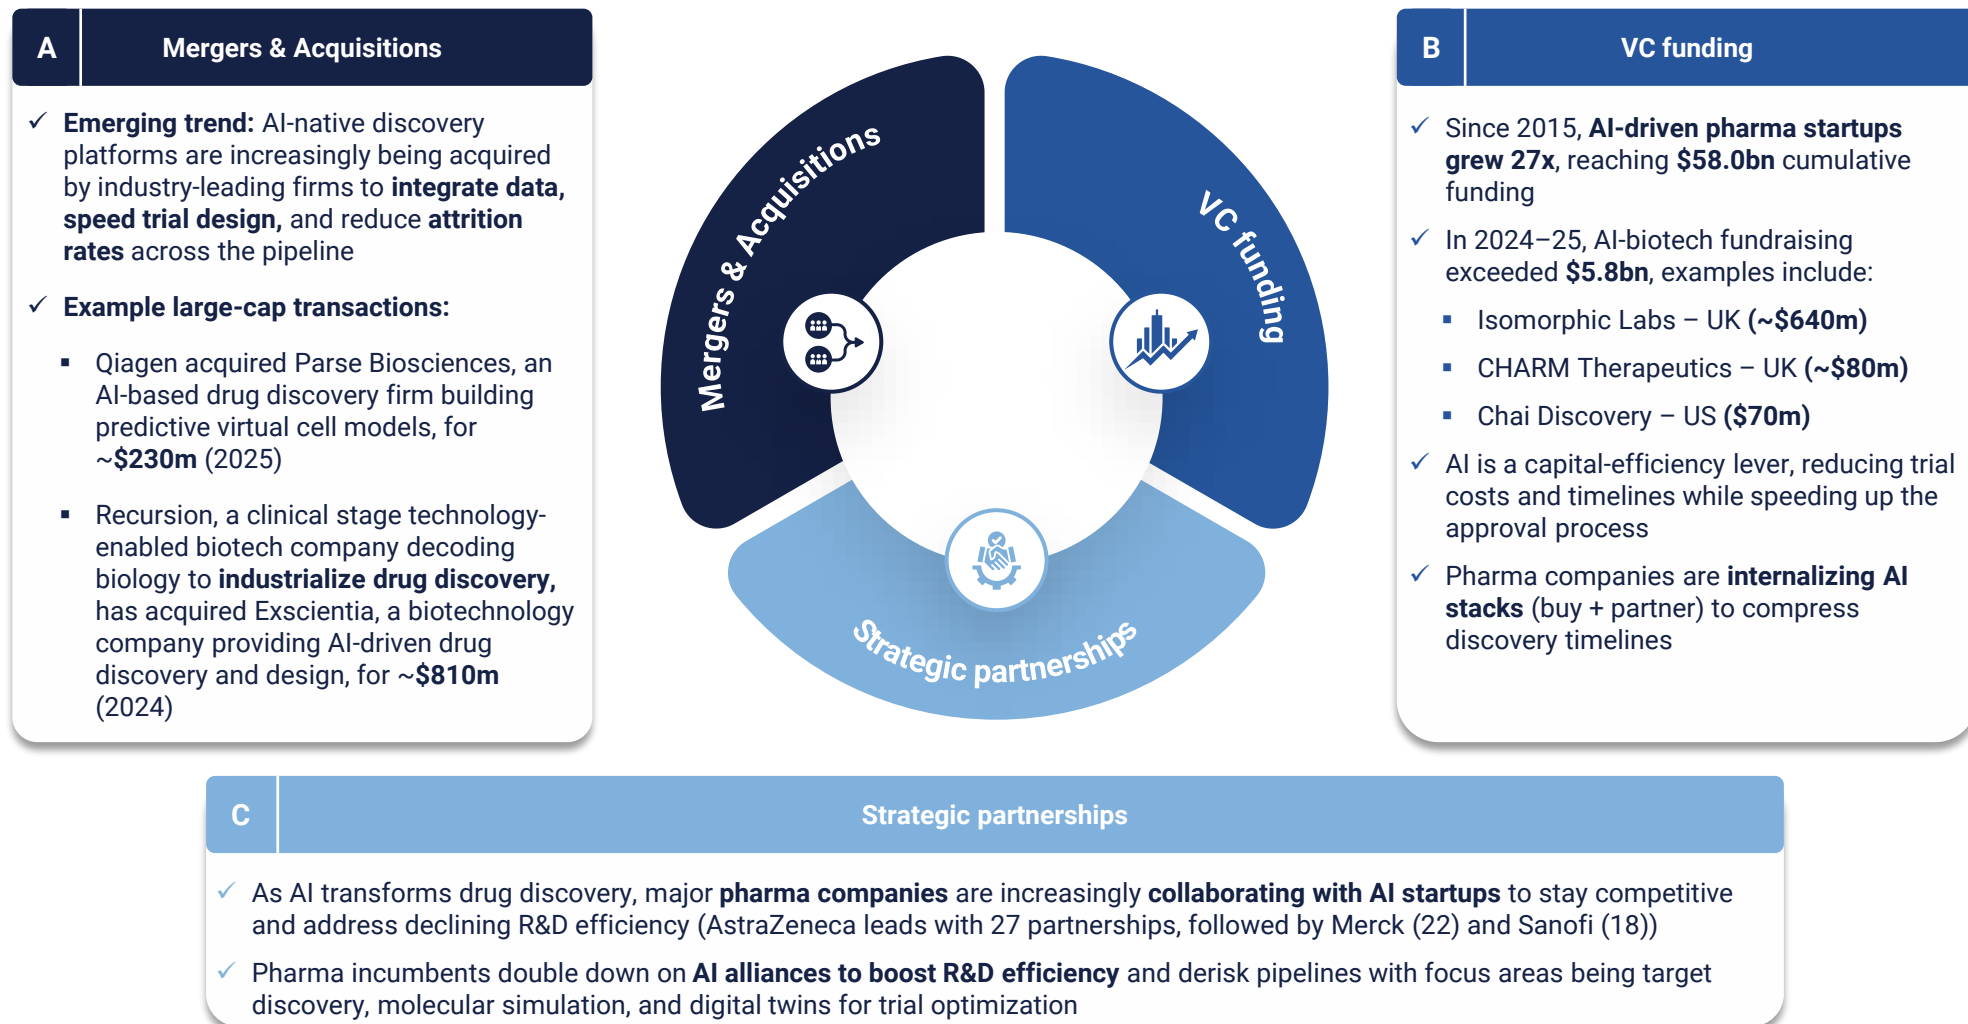 A
Mergers & Acquisitions
✓ Emerging trend: AI-native discovery
platforms are increasingly being acquired
by industry-leading firms to integrate data,
speed trial design, and reduce attrition
rates across the pipeline
✓ Example large-cap transactions:
▪ Qiagen acquired Parse Biosciences, an
AI-based drug discovery firm building
predictive virtual cell models, for
~$230m (2025)
▪ Recursion, a clinical stage technology-
enabled biotech company decoding
biology to industrialize drug discovery,
has acquired Exscientia, a biotechnology
company providing AI-driven drug
discovery and design, for ~$810m
(2024)
Mergers & Acquisitions
VC funding
Strategic partnerships
B
VC funding
✓ Since 2015, AI-driven pharma startups
grew 27x, reaching $58.0bn cumulative
funding
✓ In 2024–25, AI-biotech fundraising
exceeded $5.8bn, examples include:
▪ Isomorphic Labs – UK (~$640m)
▪ CHARM Therapeutics – UK (~$80m)
▪ Chai Discovery – US ($70m)
✓ AI is a capital-efficiency lever, reducing trial
costs and timelines while speeding up the
approval process
✓ Pharma companies are internalizing AI
stacks (buy + partner) to compress
discovery timelines
C
Strategic partnerships
✓ As AI transforms drug discovery, major pharma companies are increasingly collaborating with AI startups to stay competitive
and address declining R&D efficiency (AstraZeneca leads with 27 partnerships, followed by Merck (22) and Sanofi (18))
✓ Pharma incumbents double down on AI alliances to boost R&D efficiency and derisk pipelines with focus areas being target
discovery, molecular simulation, and digital twins for trial optimization